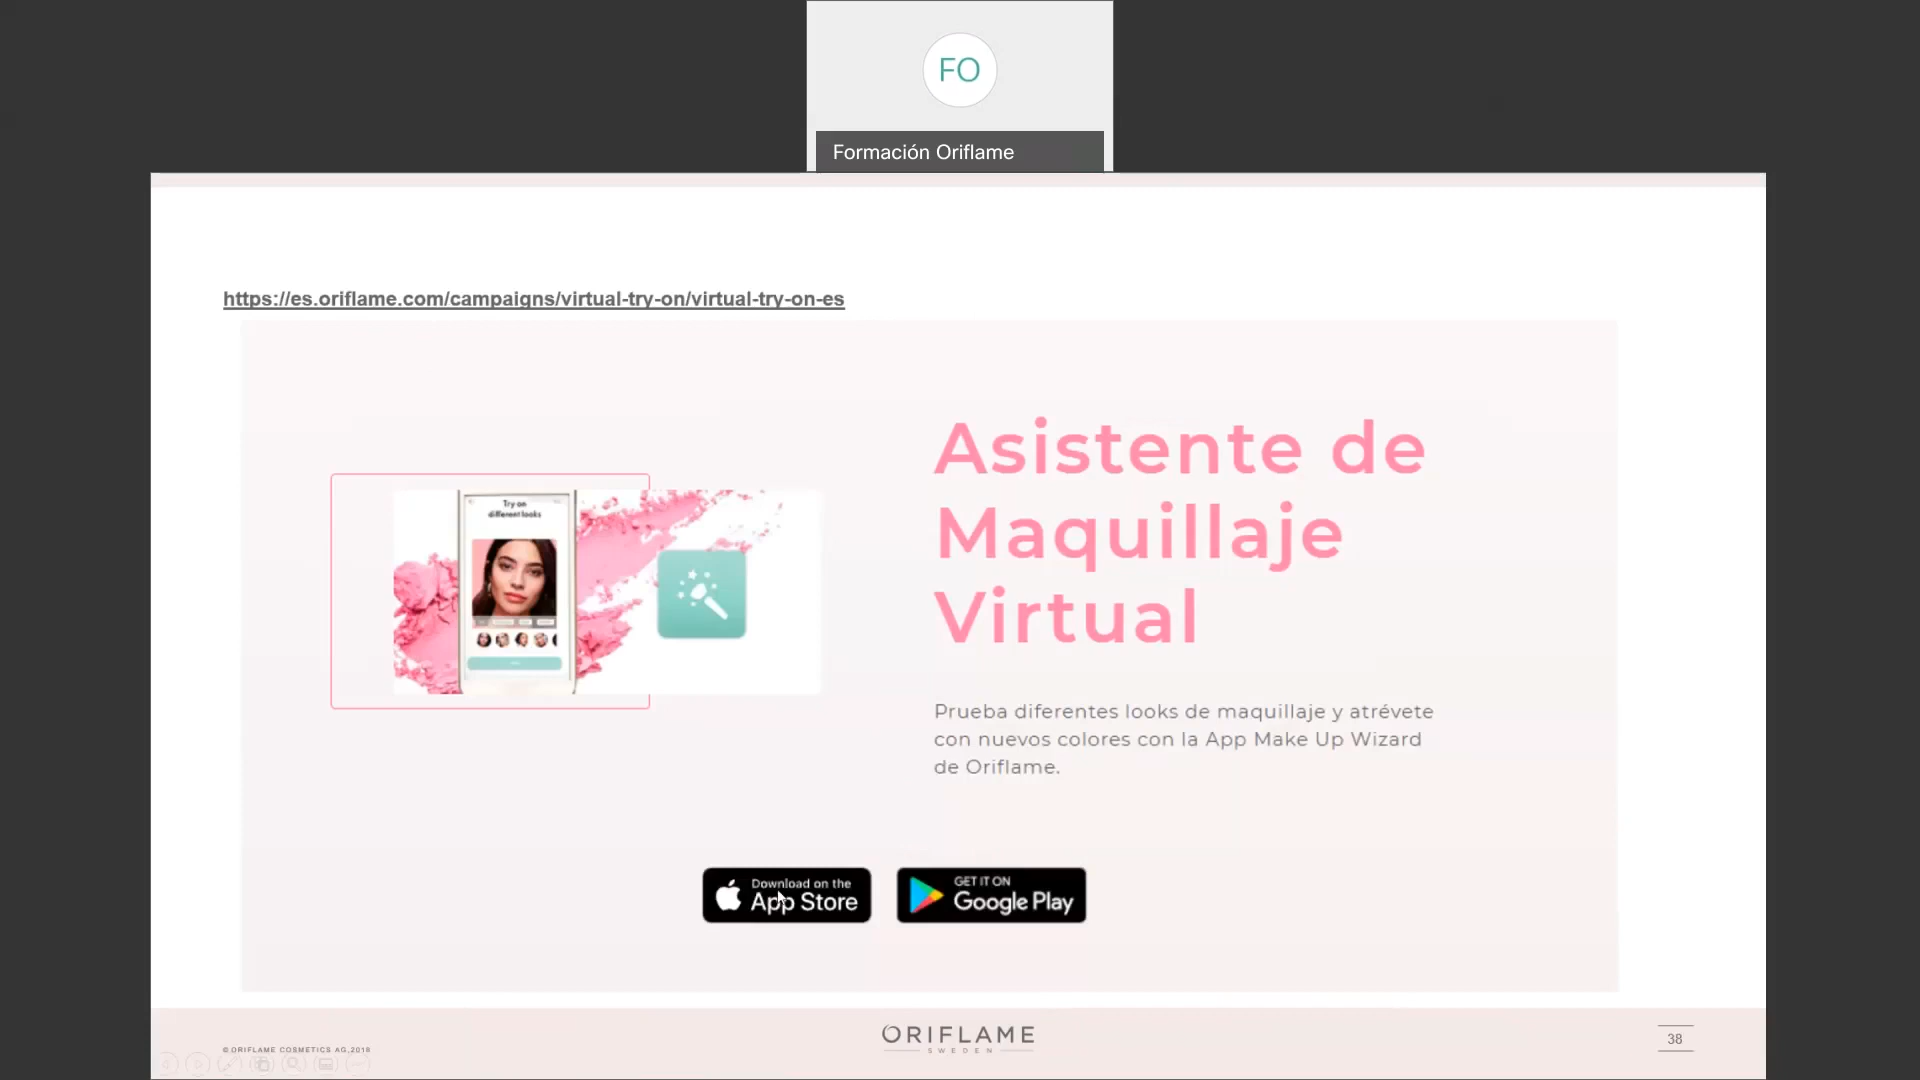 FO
Formación Oriflame
https://es.oriflame.com/campaigns/virtual-try-on/virtual-try-on-es
Try on
different looks
Asistente de
Maquillaje
Virtual
Prueba diferentes looks de maquillaje y atrévete
con nuevos colores con la App Make Up Wizard
de Oriflame.
Download on the
App Store
GET IT ON
Google Play
© ORIFLAME COSMETICS AG,2018
ORIFLAME
SWEDEN
38